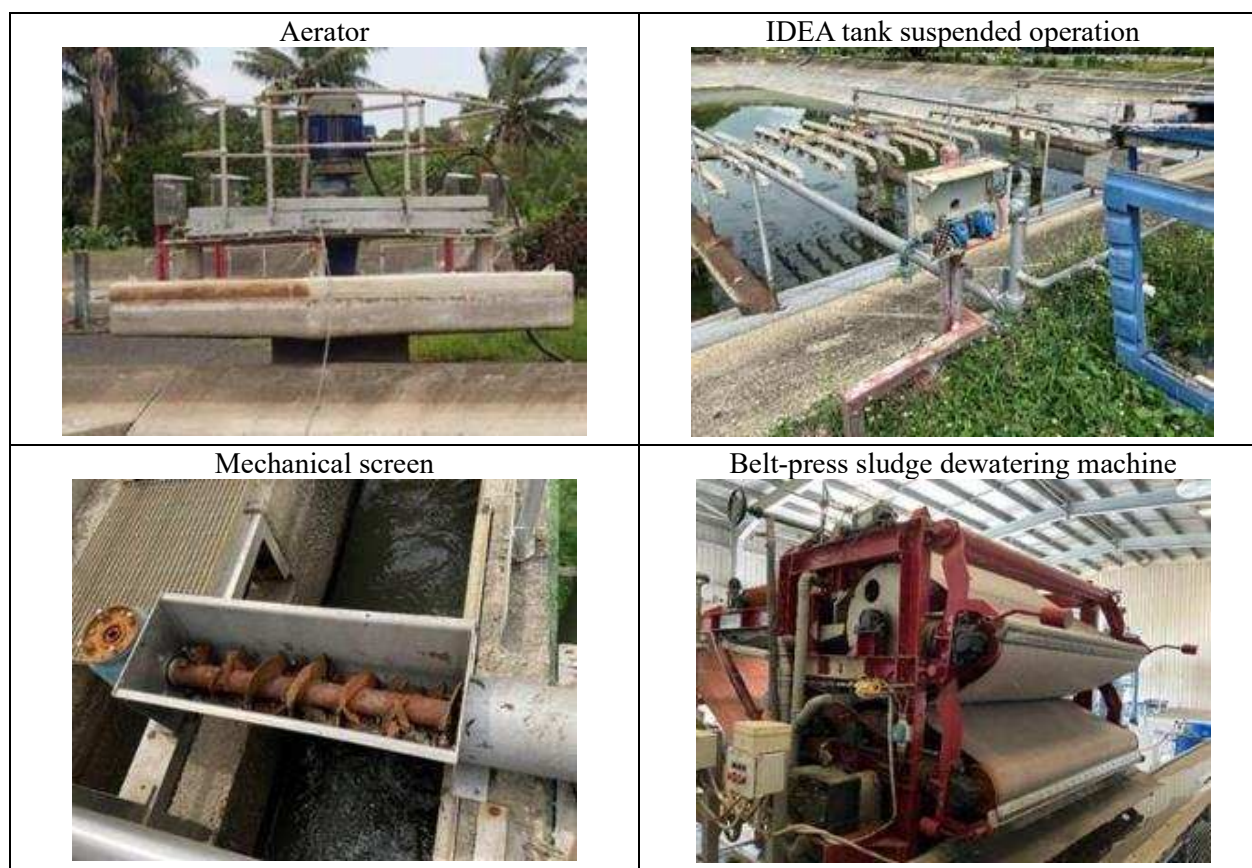 Aerator
IDEA tank suspended operation
Mechanical screen
Belt-press sludge dewatering machine